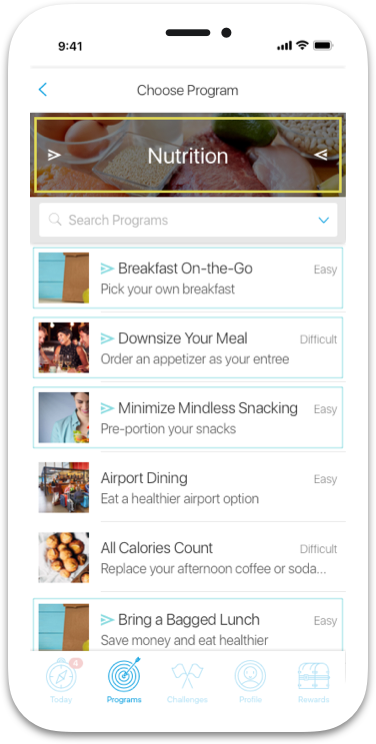 9:41
Choose Program
Nutrition
Search Programs
Breakfast On-the-Go
Easy
Pick your own breakfast
Downsize Your Meal
Difficult
Order an appetizer as your entree
Minimize Mindless Snacking
Easy
Pre-portion your snacks
Airport Dining
Easy
Eat a healthier airport option
All Calories Count
Difficult
Replace your afternoon coffee or soda...
Bring a Bagged Lunch
Easy
Save money and eat healthier
4
Today
Programs
Challenges
Profile
Rewards